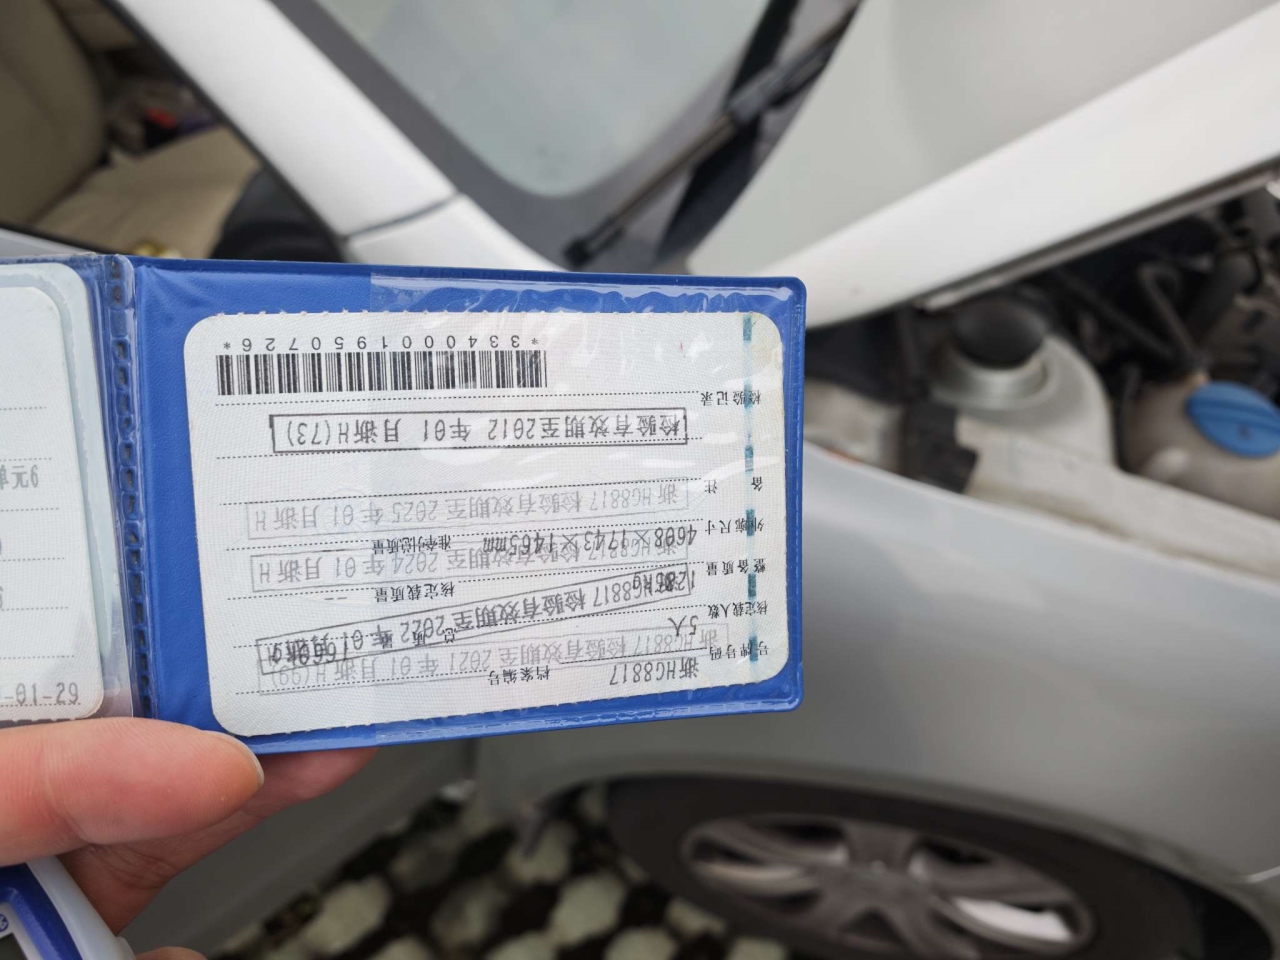 号牌号码 浙HG8817 档案编号
浙HG8817 检验有效期至2021年01月浙H(99)
核定载人数 5人 总质量
浙HG8817 检验有效期至2022年01月浙
整备质量 核定载质量 --
浙HG8817 检验有效期至2024年01月浙H
外廓尺寸 4608×1743×1465mm 准牵引总质量 --
备注 浙HG8817 检验有效期至2025年01月浙H
检验有效期至2012年01月浙H(73)
检验记录
*3340001950726*
单元6
-01-29